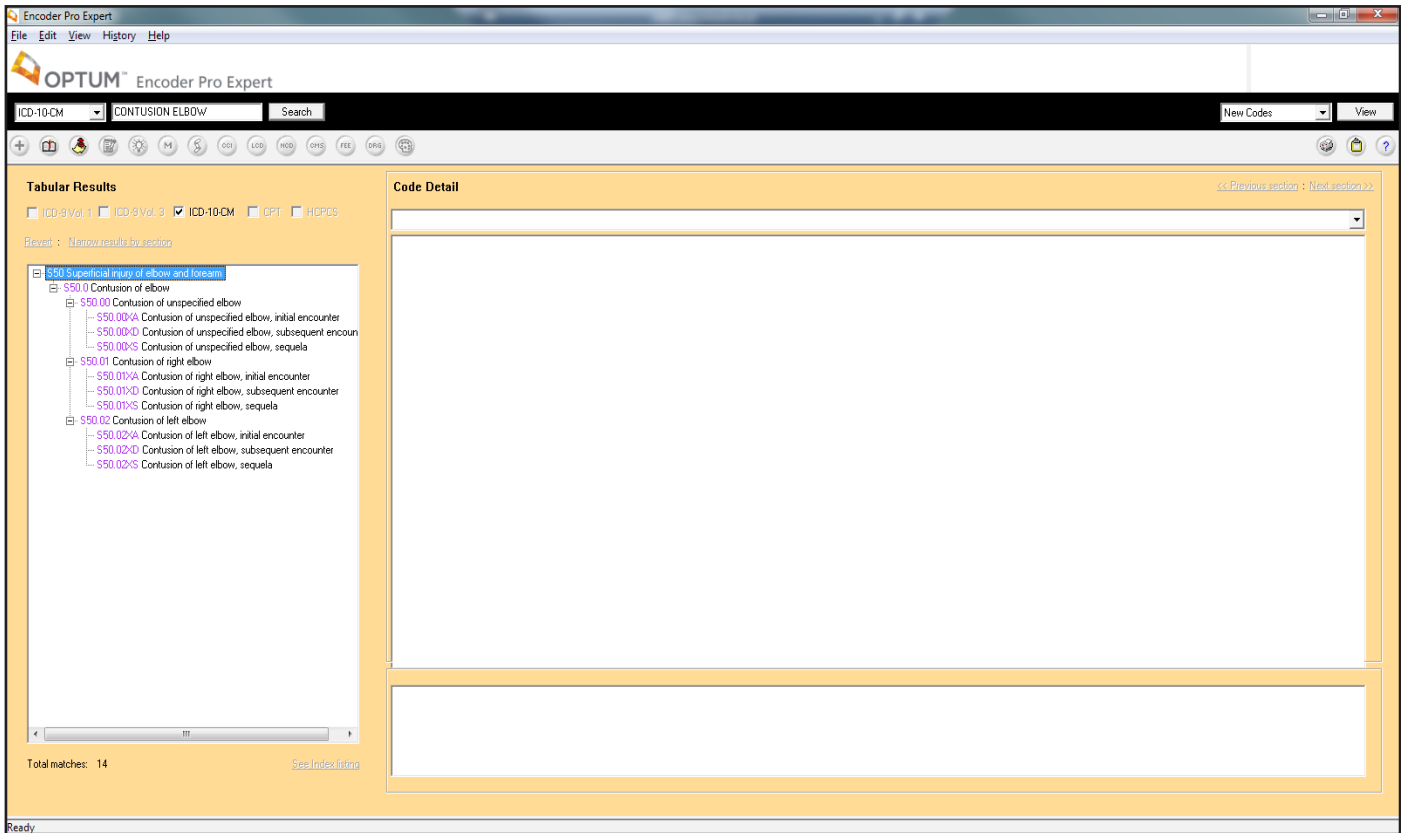 Encoder Pro Expert
File Edit View History Help
OPTUM™ Encoder Pro Expert
ICD-10-CM CONTUSION ELBOW Search New Codes View
M CCI LCD NCD CMS FEE DRG ?
Tabular Results
ICD-9 Vol. 1 ICD-9 Vol. 3 ICD-10-CM CPT HCPCS
Revert : Narrow results by section
S50 Superficial injury of elbow and forearm
S50.0 Contusion of elbow
S50.00 Contusion of unspecified elbow
S50.00XA Contusion of unspecified elbow, initial encounter
S50.00XD Contusion of unspecified elbow, subsequent encoun
S50.00XS Contusion of unspecified elbow, sequela
S50.01 Contusion of right elbow
S50.01XA Contusion of right elbow, initial encounter
S50.01XD Contusion of right elbow, subsequent encounter
S50.01XS Contusion of right elbow, sequela
S50.02 Contusion of left elbow
S50.02XA Contusion of left elbow, initial encounter
S50.02XD Contusion of left elbow, subsequent encounter
S50.02XS Contusion of left elbow, sequela
Total matches: 14 See Index listing
Code Detail << Previous section : Next section >>
Ready